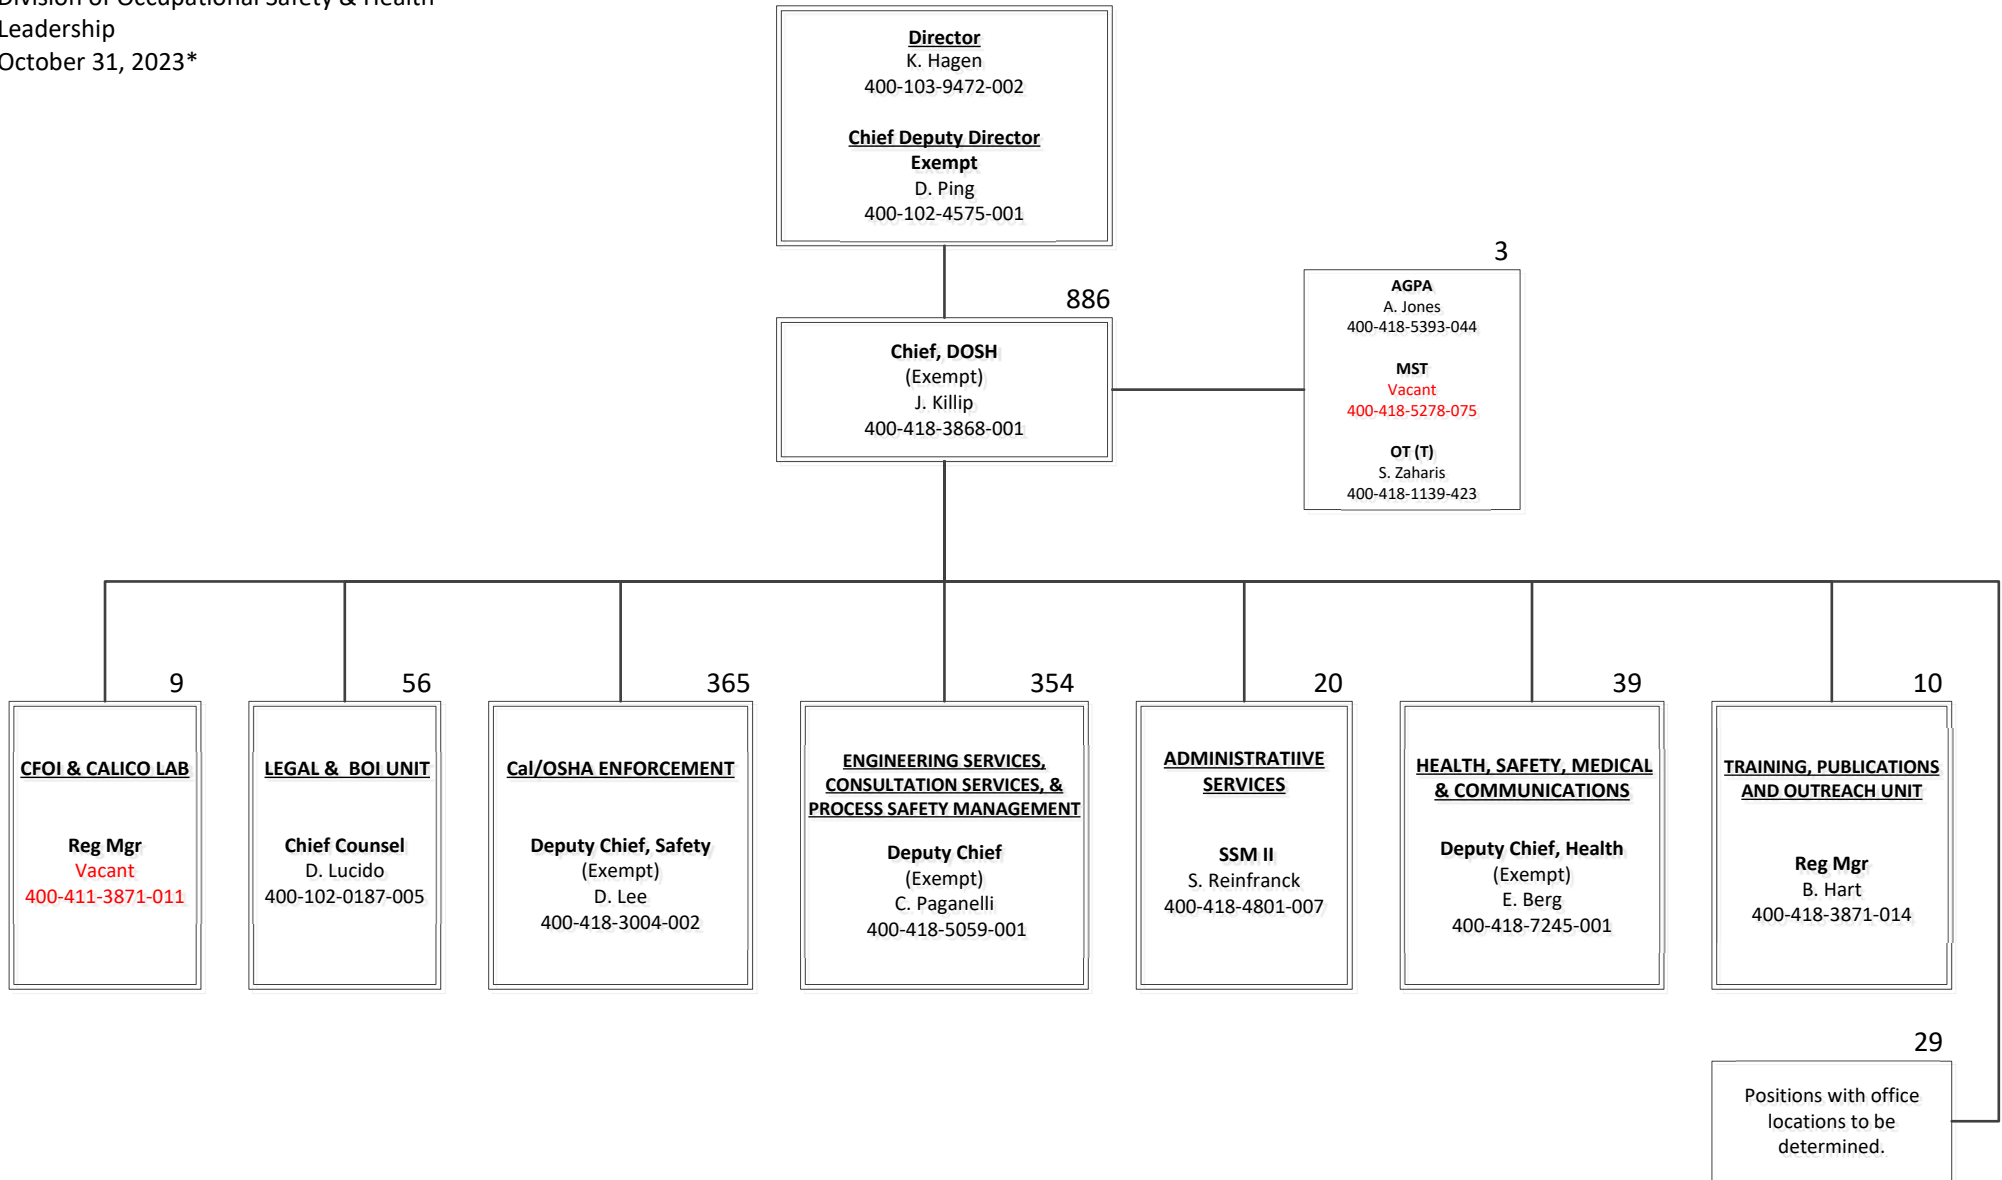 Division of Occupational Safety & Health
Leadership
October 31, 2023*
Director
K. Hagen
400-103-9472-002
Chief Deputy Director
Exempt
D. Ping
400-102-4575-001
3
AGPA
A. Jones
400-418-5393-044
MST
Vacant
400-418-5278-075
OT (T)
S. Zaharis
400-418-1139-423
886
Chief, DOSH
(Exempt)
J. Killip
400-418-3868-001
9
CFOI & CALICO LAB
Reg Mgr
Vacant
400-411-3871-011
56
LEGAL & BOI UNIT
Chief Counsel
D. Lucido
400-102-0187-005
365
Cal/OSHA ENFORCEMENT
Deputy Chief, Safety
(Exempt)
D. Lee
400-418-3004-002
354
ENGINEERING SERVICES,
CONSULTATION SERVICES, &
PROCESS SAFETY MANAGEMENT
Deputy Chief
(Exempt)
C. Paganelli
400-418-5059-001
20
ADMINISTRATIIVE
SERVICES
SSM II
S. Reinfranck
400-418-4801-007
39
HEALTH, SAFETY, MEDICAL
& COMMUNICATIONS
Deputy Chief, Health
(Exempt)
E. Berg
400-418-7245-001
10
TRAINING, PUBLICATIONS
AND OUTREACH UNIT
Reg Mgr
B. Hart
400-418-3871-014
29
Positions with office
locations to be
determined.